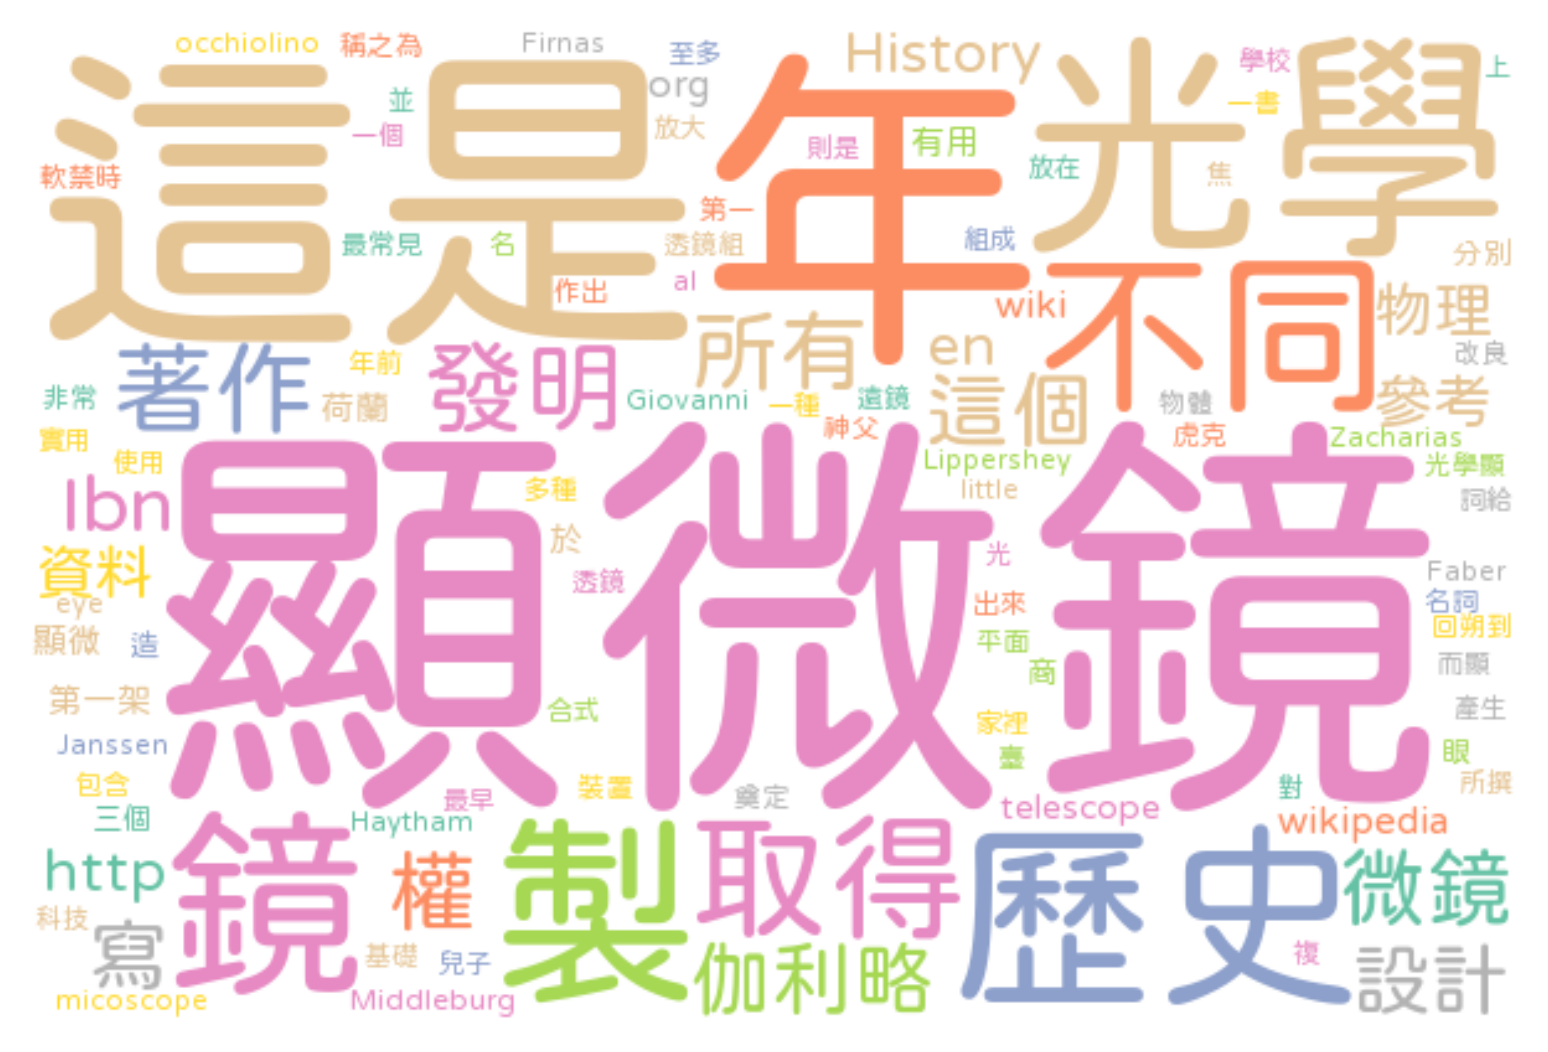 occhiolino 稱之為 Firnas 至多 History 學校 上
這是 年 光學
並 org 一書
一個 放大 則是 有用 放在 焦
軟禁時 第一
最常見 名 透鏡組 組成 分別
作出 al wiki 不同 物理
著作 年前 發明 所有 en 改良
非常 荷蘭 Giovanni 一種 遠鏡 這個 物體 參考
實用 神父 虎克 Zacharias
使用 顯微鏡 Lippershey 光學顯
Ibn 多種 little 詞給
資料 於 光 Faber
eye 透鏡 出來 名詞
顯微 造 平面 回朔到
商 而顯
第一架 合式 家裡 產生
Janssen 臺 眼
包含 最早 裝置 奠定 對 所撰
三個 Haytham telescope wikipedia
http 鏡 權 製 取得 歷史 微鏡
科技 寫 基礎 兒子 伽利略 複 設計
micoscope Middleburg